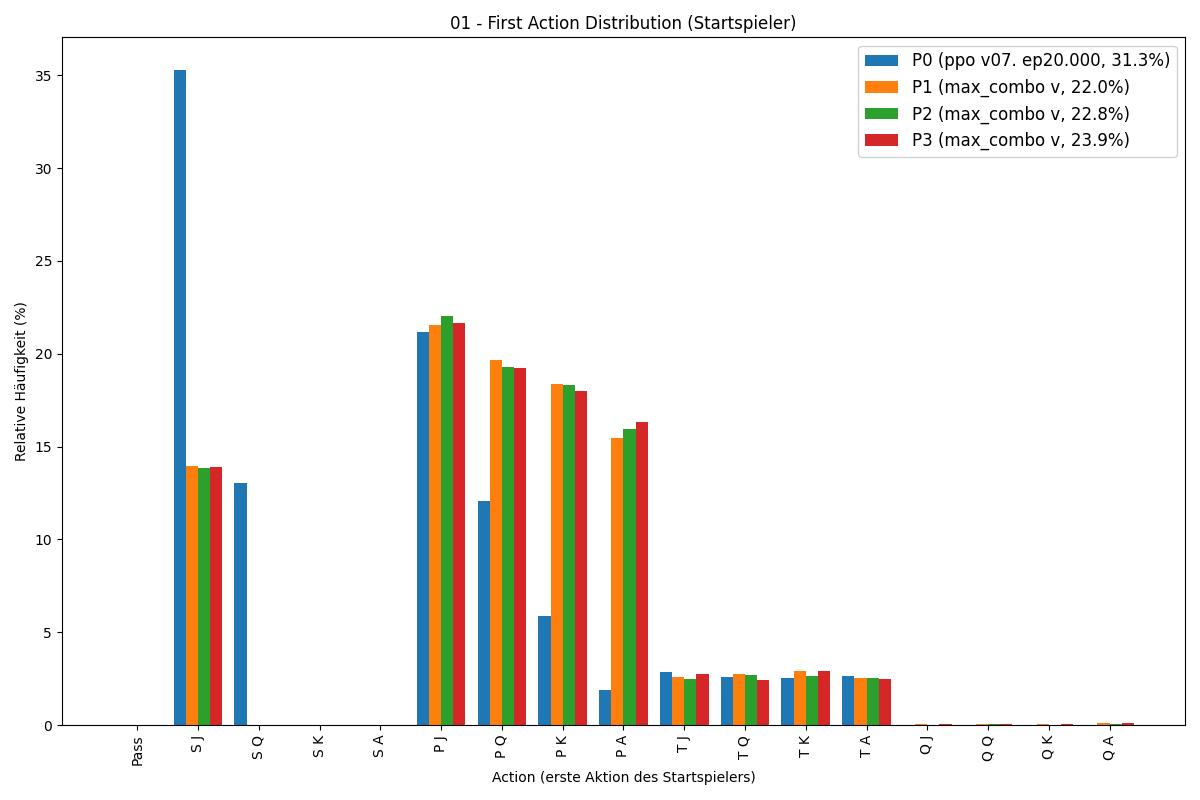 01 - First Action Distribution (Startspieler)
P0 (ppo v07. ep20.000, 31.3%)
P1 (max_combo v, 22.0%)
P2 (max_combo v, 22.8%)
P3 (max_combo v, 23.9%)
Relative Häufigkeit (%)
35
30
25
20
15
10
5
0
Pass
S J
S Q
S K
S A
P J
P Q
P K
P A
T J
T Q
T K
T A
Q J
Q Q
Q K
Q A
Action (erste Aktion des Startspielers)